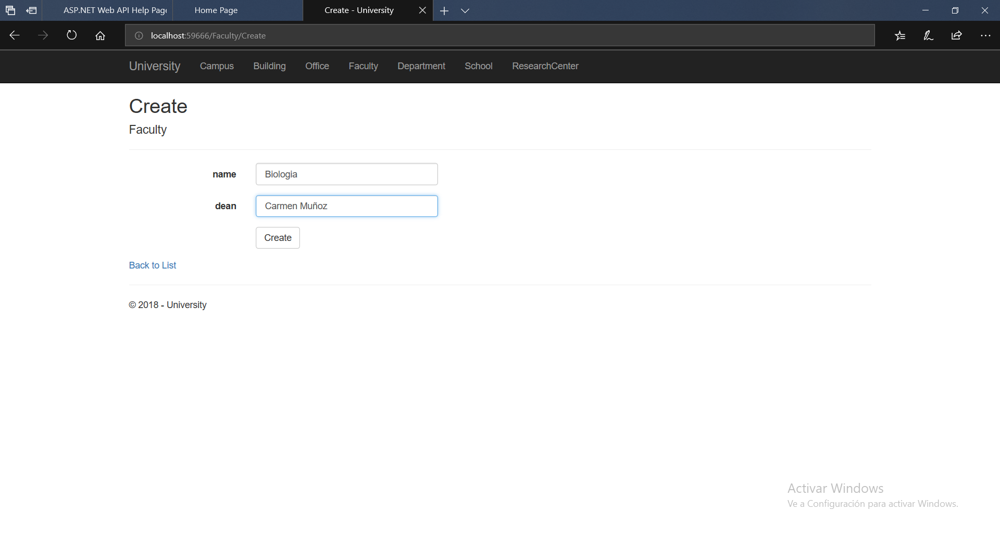 ASP.NET Web API Help Pag
Home Page
Create - University
localhost:59666/Faculty/Create
University Campus Building Office Faculty Department School ResearchCenter
Create
Faculty
name Biologia
dean Carmen Muñoz
Create
Back to List
© 2018 - University
Activar Windows
Ve a Configuración para activar Windows.